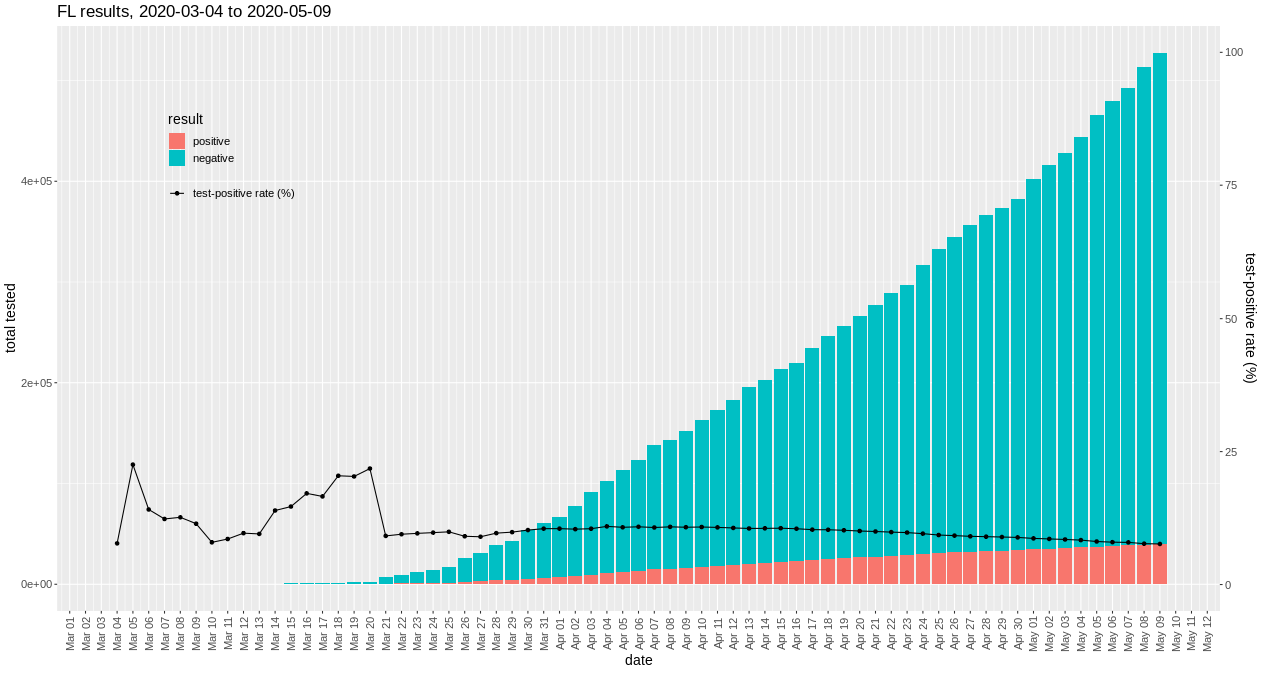 FL results, 2020-03-04 to 2020-05-09
total tested
4e+05
2e+05
0e+00
result
positive
negative
test-positive rate (%)
100
75
50
25
0
test-positive rate (%)
Mar 01
Mar 02
Mar 03
Mar 04
Mar 05
Mar 06
Mar 07
Mar 08
Mar 09
Mar 10
Mar 11
Mar 12
Mar 13
Mar 14
Mar 15
Mar 16
Mar 17
Mar 18
Mar 19
Mar 20
Mar 21
Mar 22
Mar 23
Mar 24
Mar 25
Mar 26
Mar 27
Mar 28
Mar 29
Mar 30
Mar 31
Apr 01
Apr 02
Apr 03
Apr 04
Apr 05
Apr 06
Apr 07
Apr 08
Apr 09
Apr 10
Apr 11
Apr 12
Apr 13
Apr 14
Apr 15
Apr 16
Apr 17
Apr 18
Apr 19
Apr 20
Apr 21
Apr 22
Apr 23
Apr 24
Apr 25
Apr 26
Apr 27
Apr 28
Apr 29
Apr 30
May 01
May 02
May 03
May 04
May 05
May 06
May 07
May 08
May 09
May 10
May 11
May 12
date